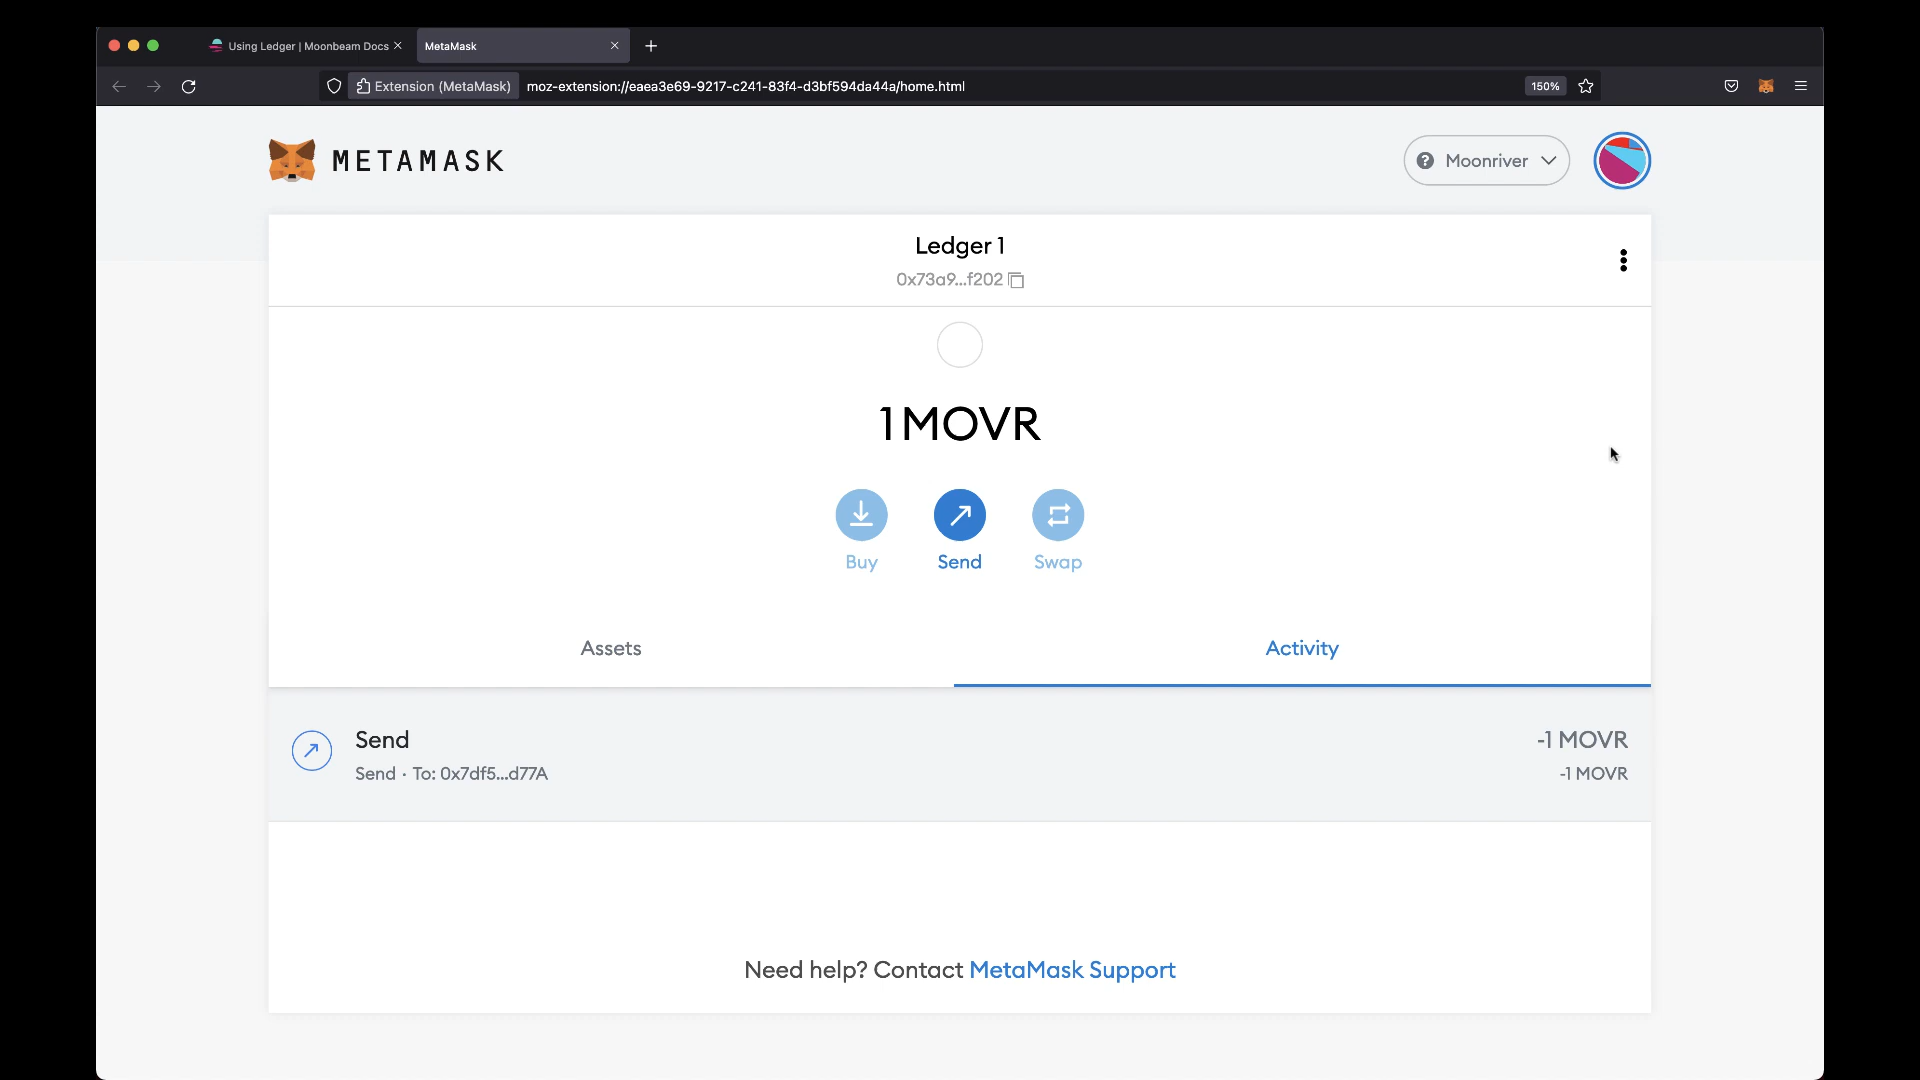 Using Ledger | Moonbeam Docs
MetaMask
Extension (MetaMask)
moz-extension://eaea3e69-9217-c241-83f4-d3bf594da44a/home.html
150%
METAMASK
Moonriver
Ledger 1
0x73a9...f202
1 MOVR
Buy
Send
Swap
Assets
Activity
Send
-1 MOVR
Send · To: 0x7df5...d77A
-1 MOVR
Need help? Contact MetaMask Support